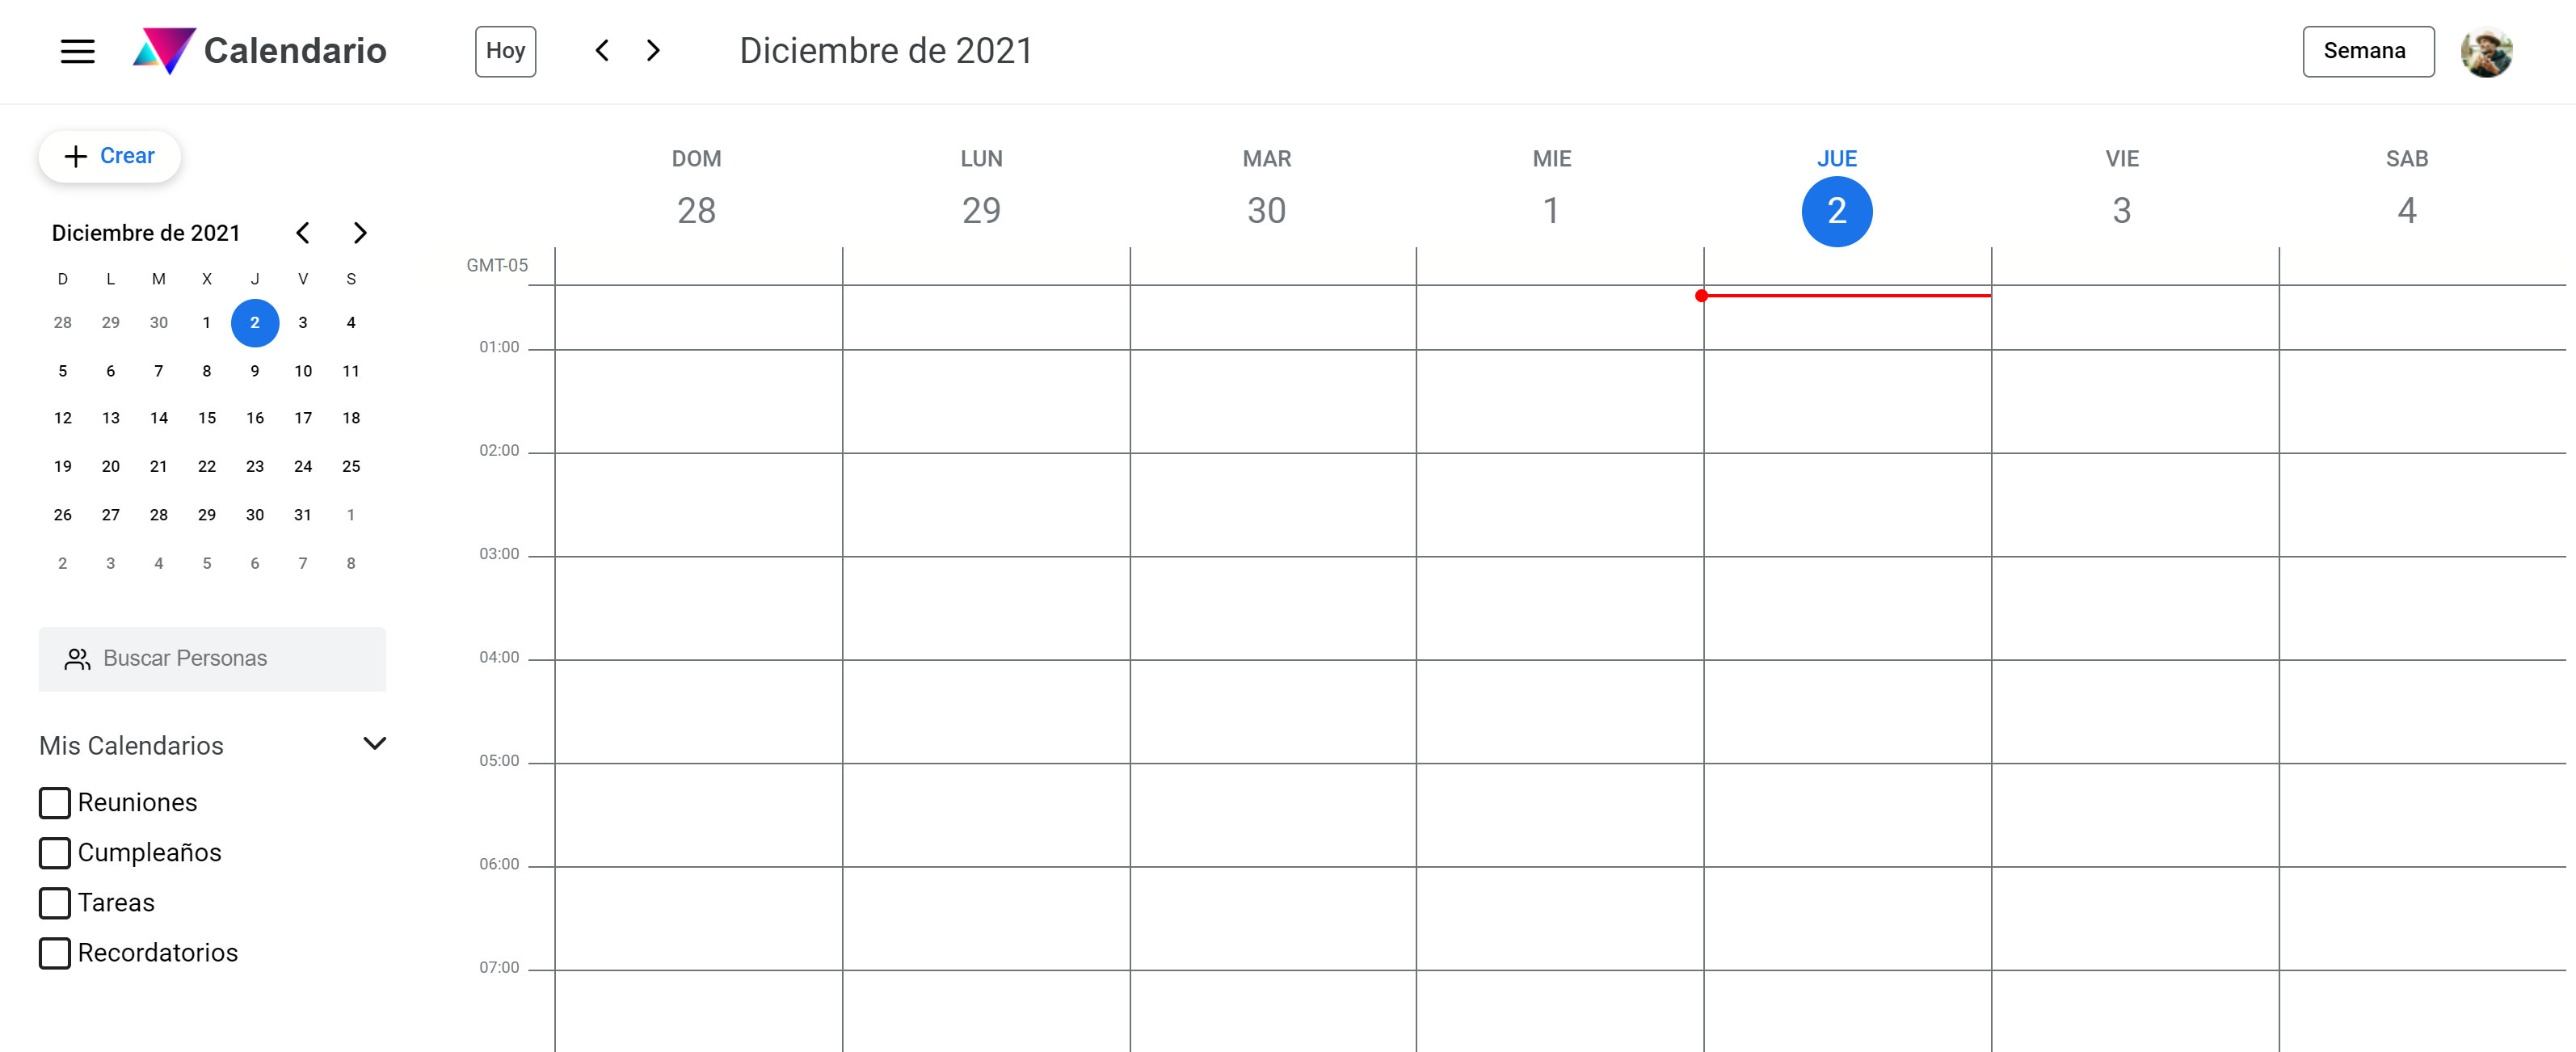 Calendario
Hoy
Diciembre de 2021
Semana
Crear
Diciembre de 2021
D L M X J V S
28 29 30 1 2 3 4
5 6 7 8 9 10 11
12 13 14 15 16 17 18
19 20 21 22 23 24 25
26 27 28 29 30 31 1
2 3 4 5 6 7 8
Buscar Personas
Mis Calendarios
Reuniones
Cumpleaños
Tareas
Recordatorios
DOM LUN MAR MIE JUE VIE SAB
28 29 30 1 2 3 4
GMT-05
01:00
02:00
03:00
04:00
05:00
06:00
07:00